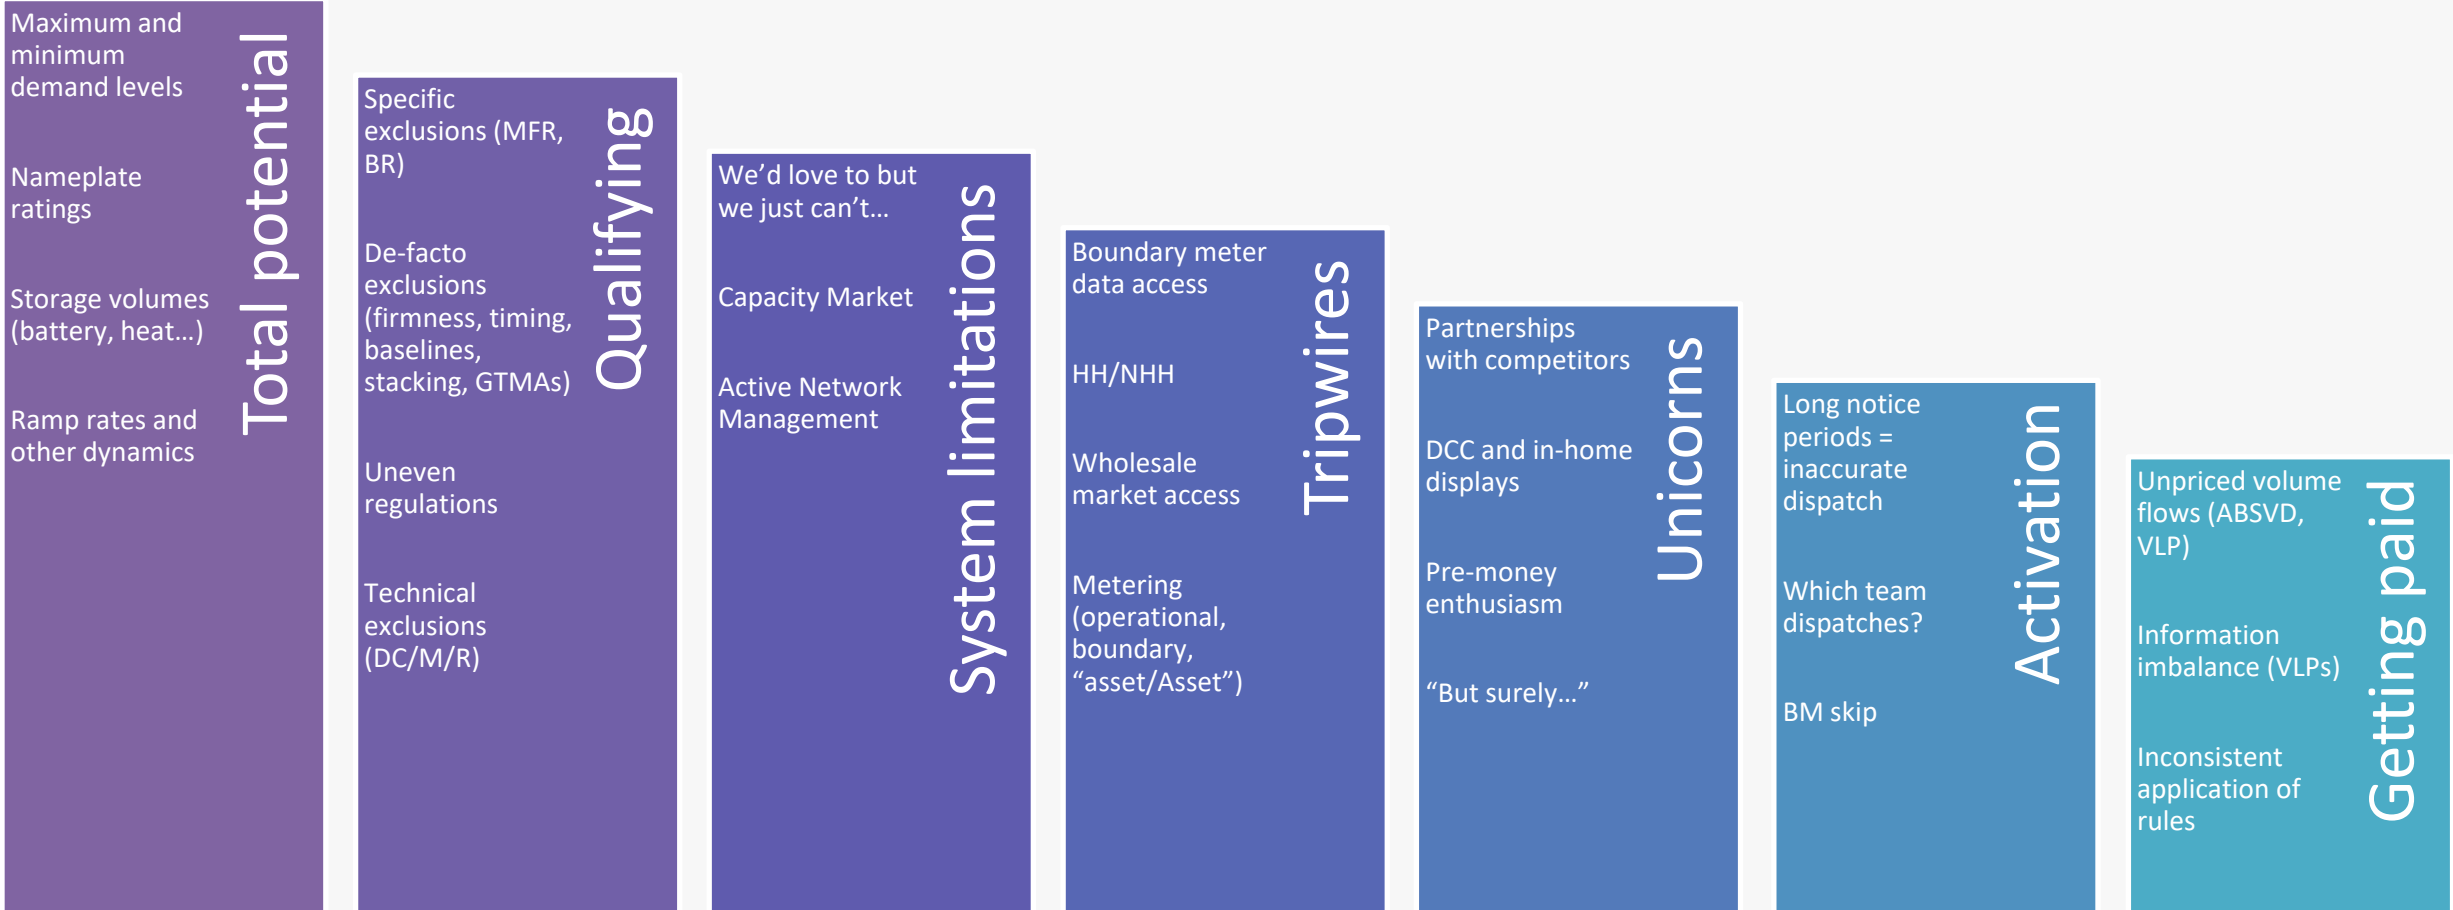 Maximum and
minimum
demand levels
Nameplate
ratings
Storage volumes
(battery, heat…)
Ramp rates and
other dynamics
Total potential
Specific
exclusions (MFR,
BR)
De-facto
exclusions
(firmness, timing,
baselines,
stacking, GTMAs)
Uneven
regulations
Technical
exclusions
(DC/M/R)
Qualifying
We’d love to but
we just can’t…
Capacity Market
Active Network
Management
System limitations
Boundary meter
data access
HH/NHH
Wholesale
market access
Metering
(operational,
boundary,
“asset/Asset”)
Tripwires
Partnerships
with competitors
DCC and in-home
displays
Pre-money
enthusiasm
“But surely…”
Unicorns
Long notice
periods =
inaccurate
dispatch
Which team
dispatches?
BM skip
Activation
Unpriced volume
flows (ABSVD,
VLP)
Information
imbalance (VLPs)
Inconsistent
application of
rules
Getting paid